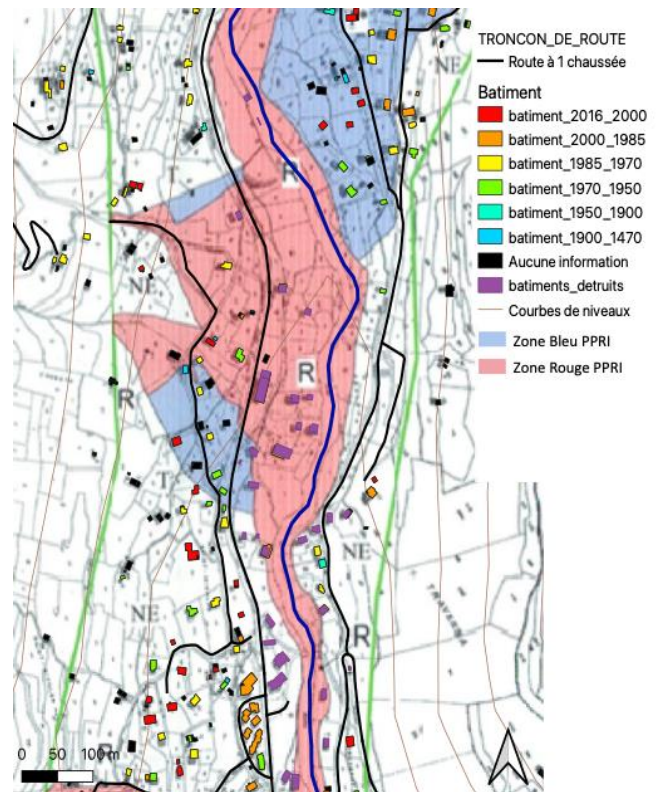 TRONCON_DE_ROUTE
Route à 1 chaussée
Batiment
batiment_2016_2000
batiment_2000_1985
batiment_1985_1970
batiment_1970_1950
batiment_1950_1900
batiment_1900_1470
Aucune information
batiments_detruits
Courbes de niveaux
Zone Bleu PPRI
Zone Rouge PPRI
NE
R
NE
R
R
NE
NE
R
R
0 50 100 m